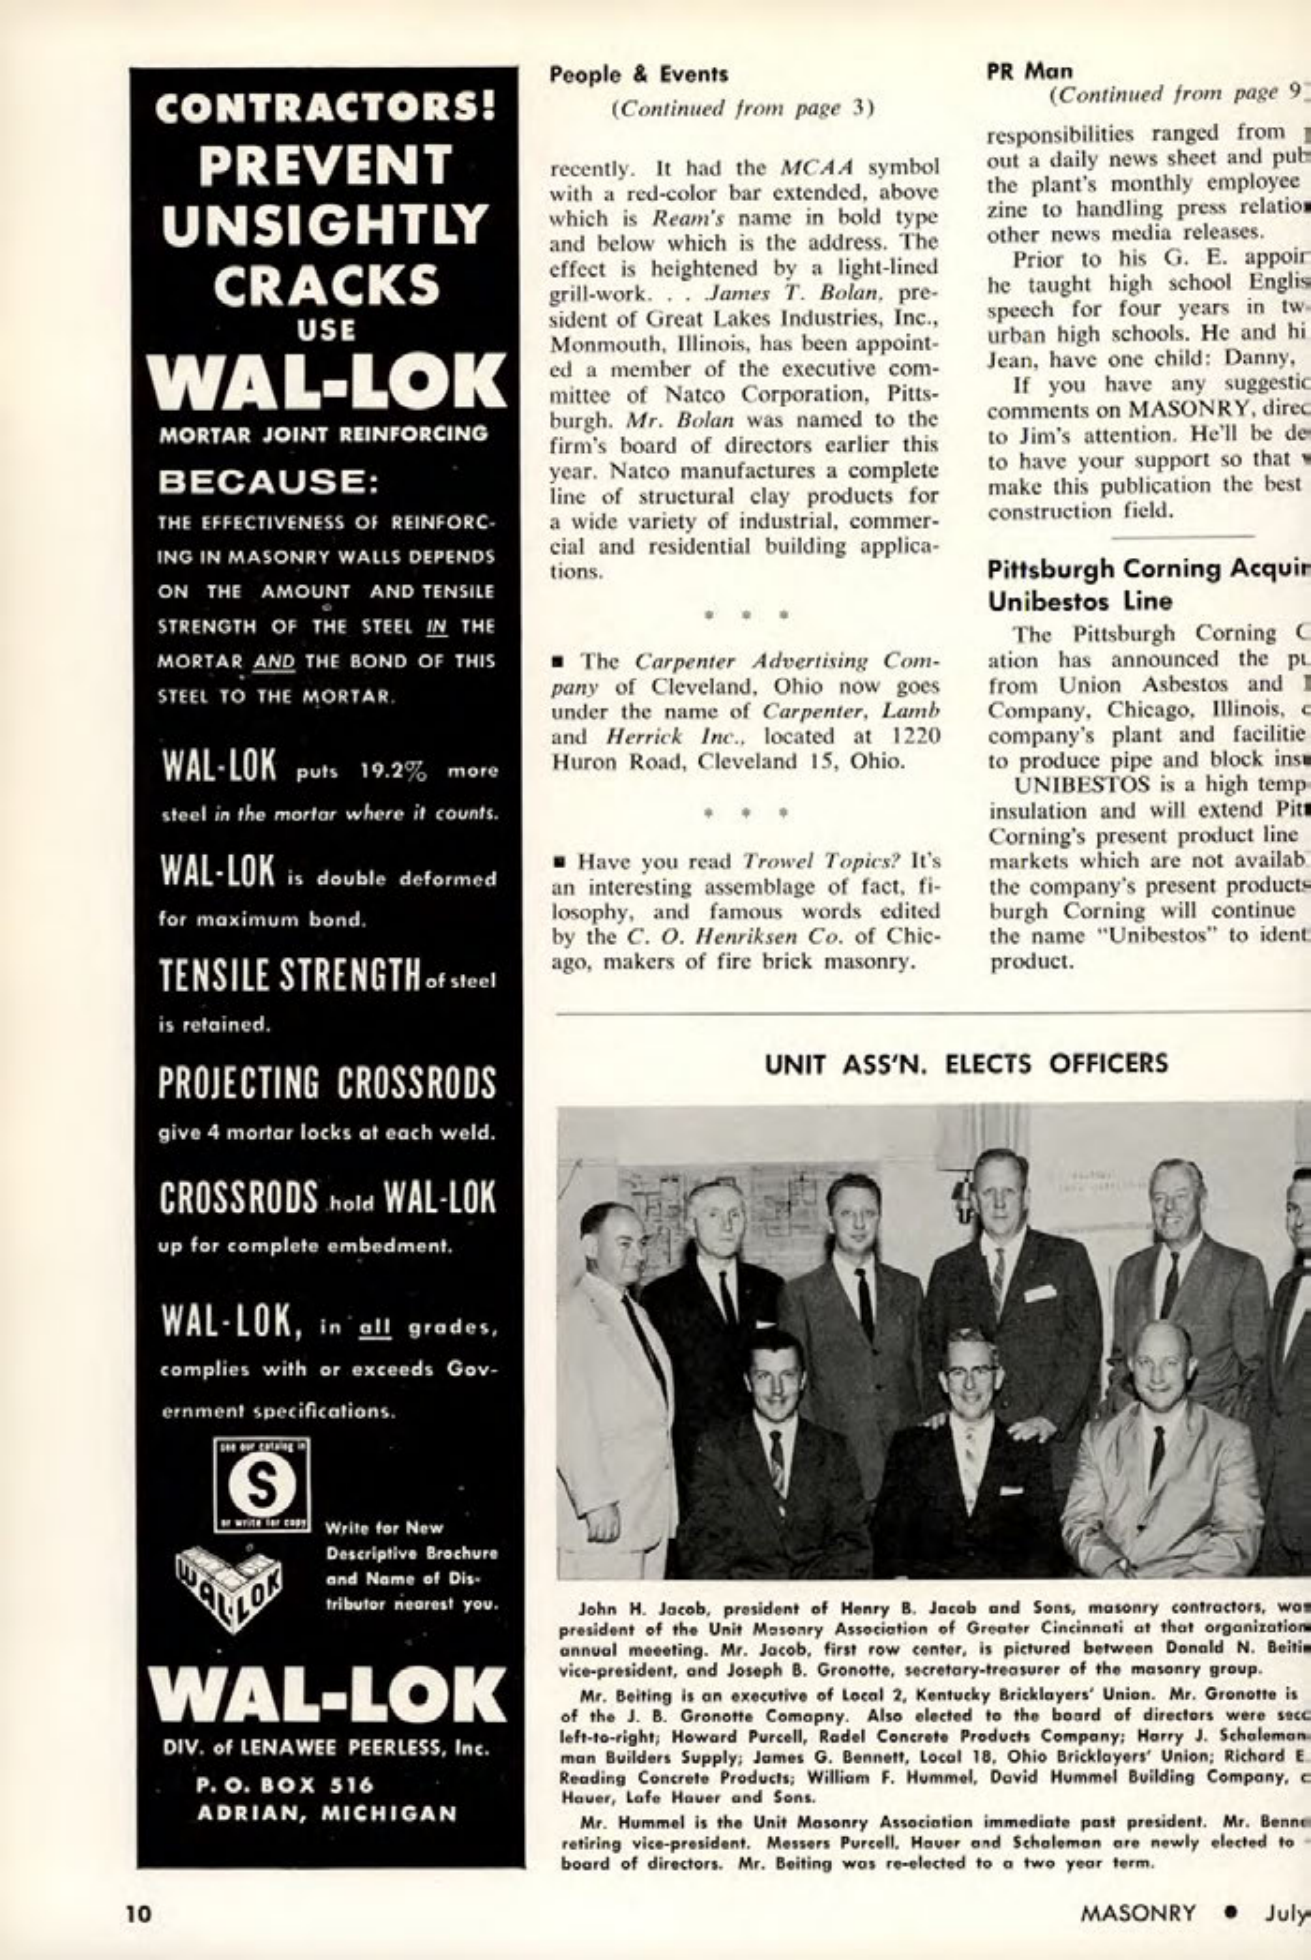 CONTRACTORS!
PREVENT
UNSIGHTLY
CRACKS
USE
WAL-LOK
MORTAR JOINT REINFORCING
BECAUSE:
THE EFFECTIVENESS OF REINFORC-
ING IN MASONRY WALLS DEPENDS
ON THE AMOUNT AND TENSILE
STRENGTH OF THE STEEL IN THE
MORTAR AND THE BOND OF THIS
STEEL TO THE MORTAR.
WAL-LOK puts 19.2% more
steel in the mortar where it counts.
WAL-LOK is double deformed
for maximum bond.
TENSILE STRENGTH of steel
is retained.
PROJECTING CROSSRODS
give 4 mortar locks at each weld.
CROSSRODS hold WAL-LOK
up for complete embedment.
WAL-LOK, in all grades,
complies with or exceeds Gov-
ernment specifications.
see our catalog in
S
or write for copy
WAL-LOK
Write for New
Descriptive Brochure
and Name of Dis-
tributor nearest you.
WAL-LOK
DIV. of LENAWEE PEERLESS, Inc.
P. O. BOX 516
ADRIAN, MICHIGAN
People & Events
(Continued from page 3)
recently. It had the MCAA symbol
with a red-color bar extended, above
which is Ream's name in bold type
and below which is the address. The
effect is heightened by a light-lined
grill-work. . . James T. Bolan, pre-
sident of Great Lakes Industries, Inc.,
Monmouth, Illinois, has been appoint-
ed a member of the executive com-
mittee of Natco Corporation, Pitts-
burgh. Mr. Bolan was named to the
firm's board of directors earlier this
year. Natco manufactures a complete
line of structural clay products for
a wide variety of industrial, commer-
cial and residential building applica-
tions.
* * *
■ The Carpenter Advertising Com-
pany of Cleveland, Ohio now goes
under the name of Carpenter, Lamb
and Herrick Inc., located at 1220
Huron Road, Cleveland 15, Ohio.
* * *
■ Have you read Trowel Topics? It's
an interesting assemblage of fact, fi-
losophy, and famous words edited
by the C. O. Henriksen Co. of Chic-
ago, makers of fire brick masonry.
PR Man
(Continued from page 9
responsibilities ranged from
out a daily news sheet and
the plant's monthly employee
zine to handling press
other news media releases.
Prior to his G. E.
he taught high school
speech for four years in
urban high schools. He and
Jean, have one child: Danny,
If you have any
comments on MASONRY,
to Jim's attention. He'll be
to have your support so that
make this publication the best
construction field.
Pittsburgh Corning
Unibestos Line
The Pittsburgh Corning
ation has announced the
from Union Asbestos and
Company, Chicago, Illinois,
company's plant and
to produce pipe and block
UNIBESTOS is a high
insulation and will extend
Corning's present product line
markets which are not
the company's present products
burgh Corning will continue
the name "Unibestos" to
product.
UNIT ASS'N. ELECTS OFFICERS
John H. Jacob, president of Henry B. Jacob and Sons, masonry contractors, was
president of the Unit Masonry Association of Greater Cincinnati at that organization
annual meeeting. Mr. Jacob, first row center, is pictured between Donald N.
vice-president, and Joseph B. Gronotte, secretary-treasurer of the masonry group.
Mr. Beiting is an executive of Local 2, Kentucky Bricklayers' Union. Mr. Gronotte is
of the J. B. Gronotte Comapny. Also elected to the board of directors were
left-to-right; Howard Purcell, Radel Concrete Products Company; Harry J. Schaleman
man Builders Supply; James G. Bennett, Local 18, Ohio Bricklayers' Union; Richard E.
Reading Concrete Products; William F. Hummel, David Hummel Building Company,
Hauer, Lafe Hauer and Sons.
Mr. Hummel is the Unit Masonry Association immediate past president. Mr.
retiring vice-president. Messers Purcell, Hauer and Schaleman are newly elected to
board of directors. Mr. Beiting was re-elected to a two year term.
10
MASONRY ● July